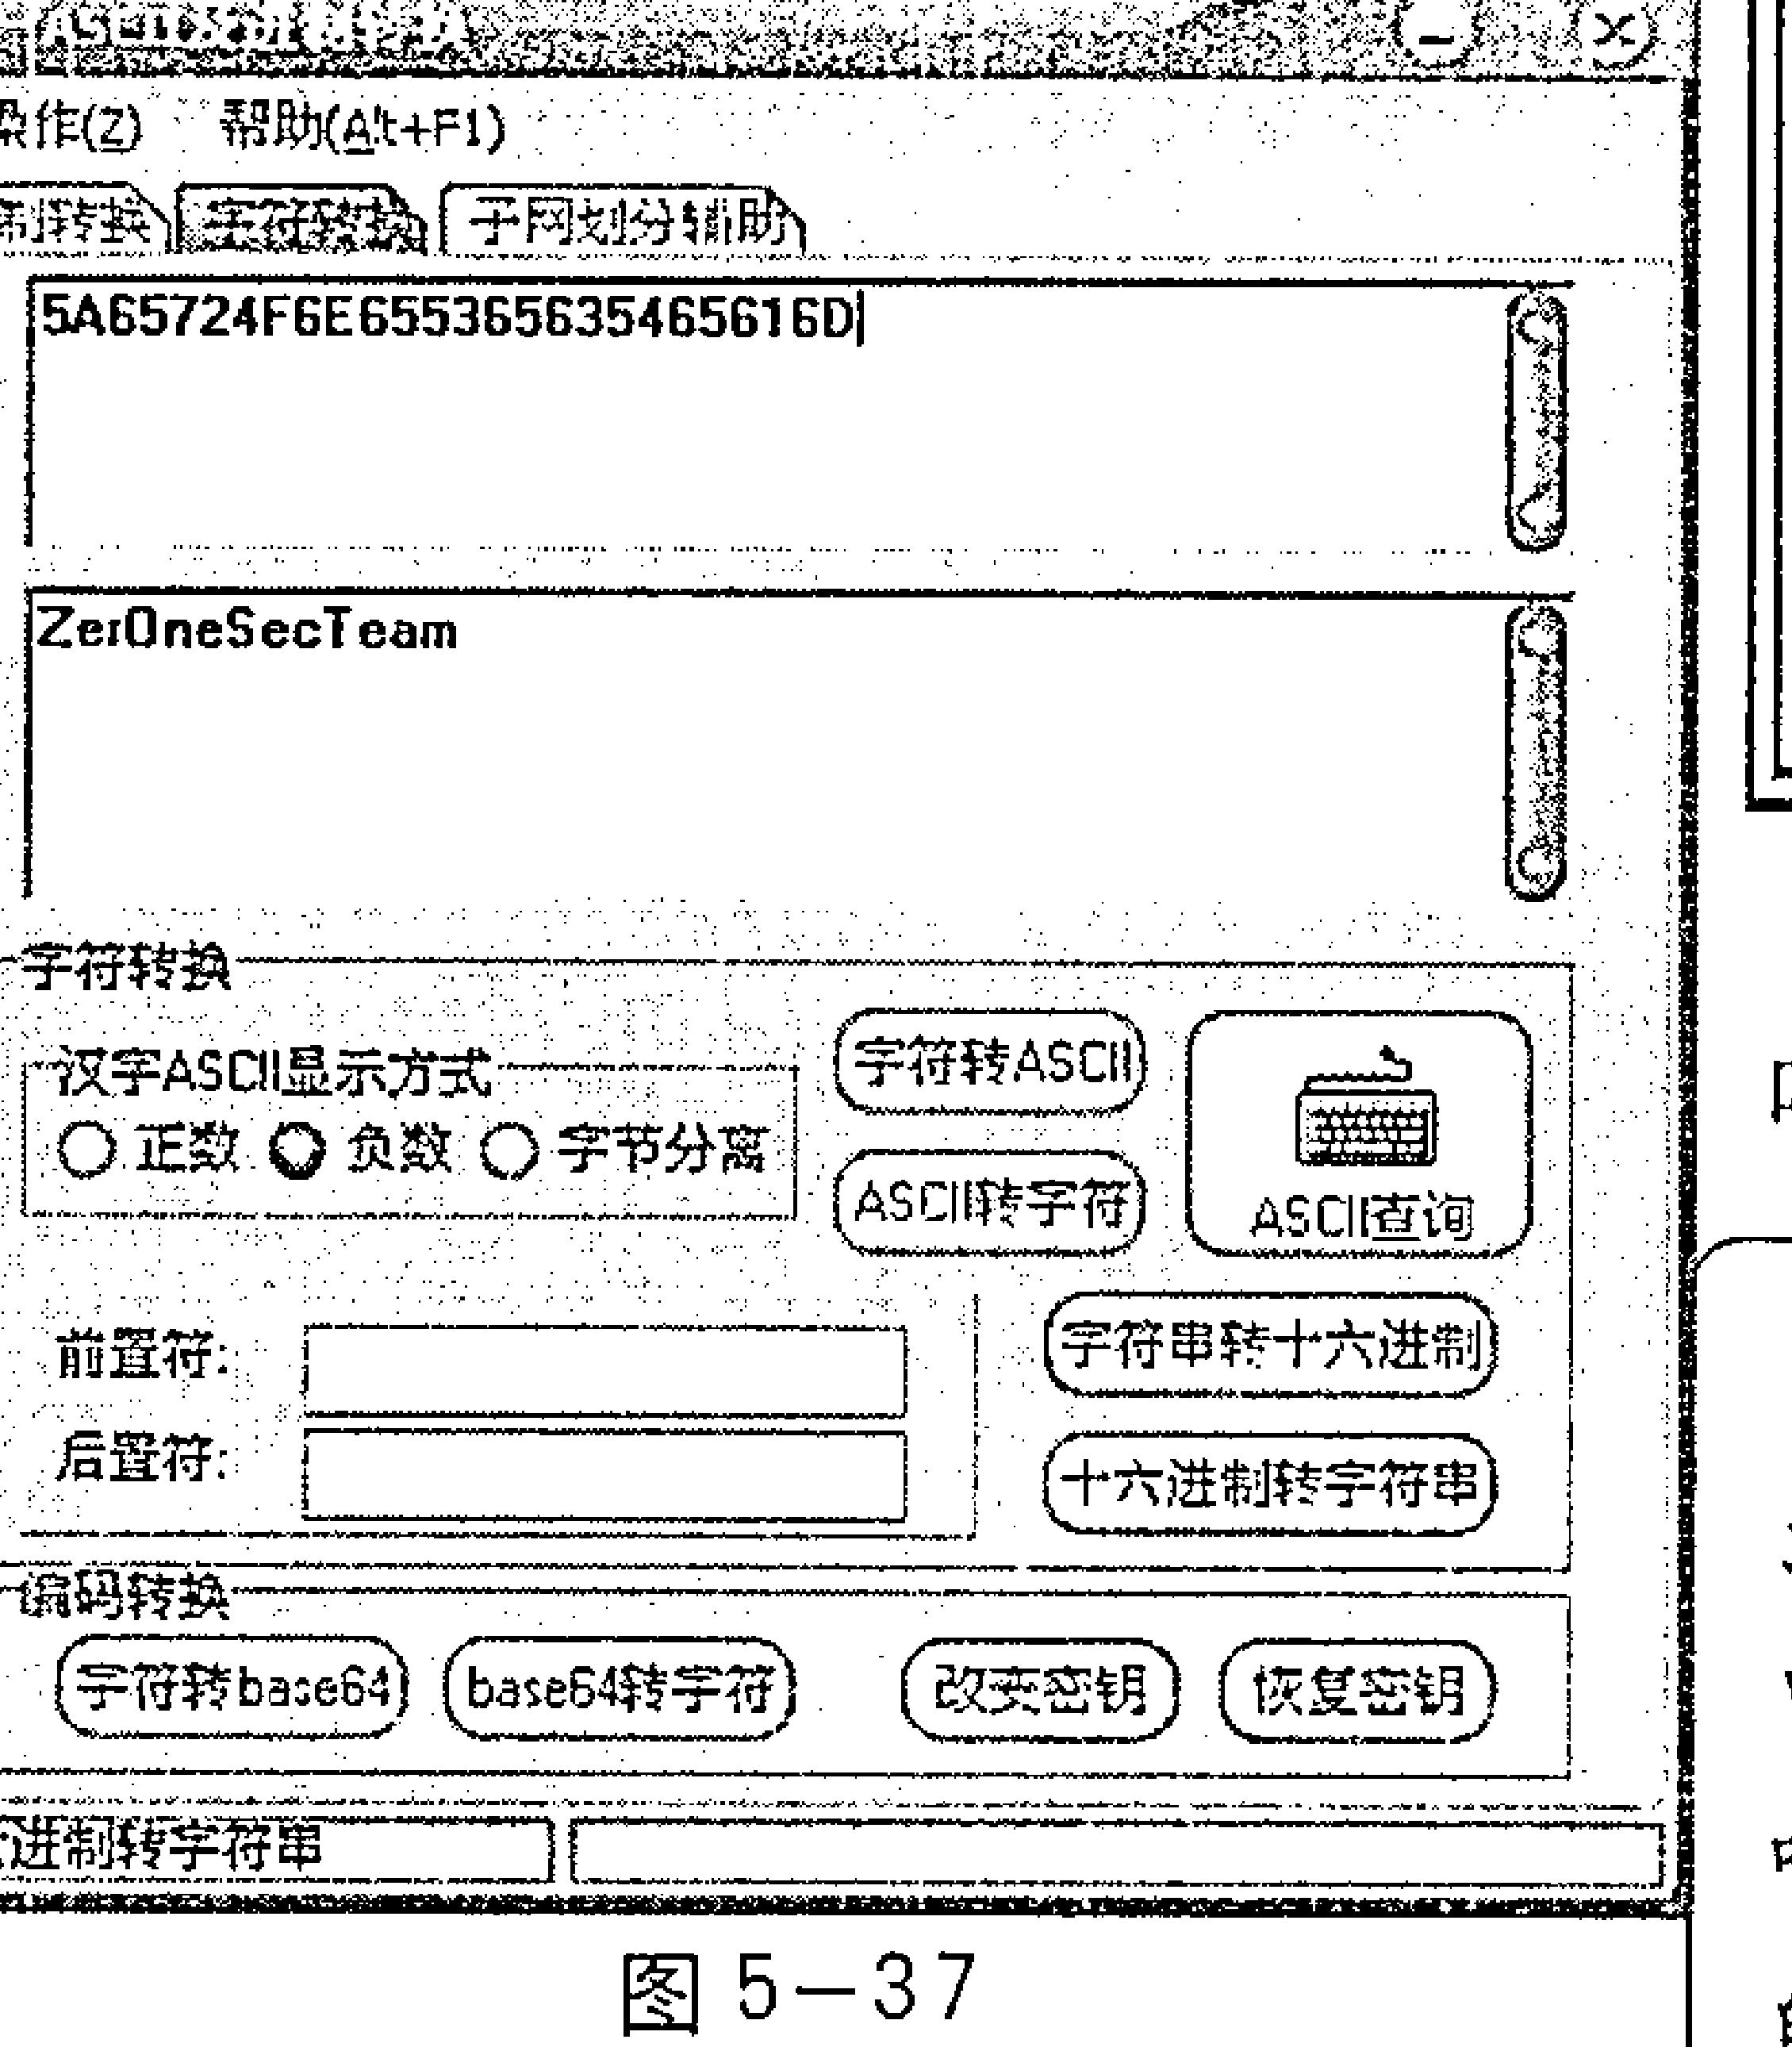 作(Z) 帮助(Alt+F1)
制转换 字符转换 子网划分辅助
5A65724F6E655365635465616D
ZerOneSecTeam
字符转换
汉字ASCII显示方式
正数 负数 字节分离
字符转ASCII
ASCII转字符
ASCII查询
前置符:
后置符:
字符串转十六进制
十六进制转字符串
编码转换
字符转base64 base64转字符 改变密钥 恢复密钥
进制转字符串
图 5-37